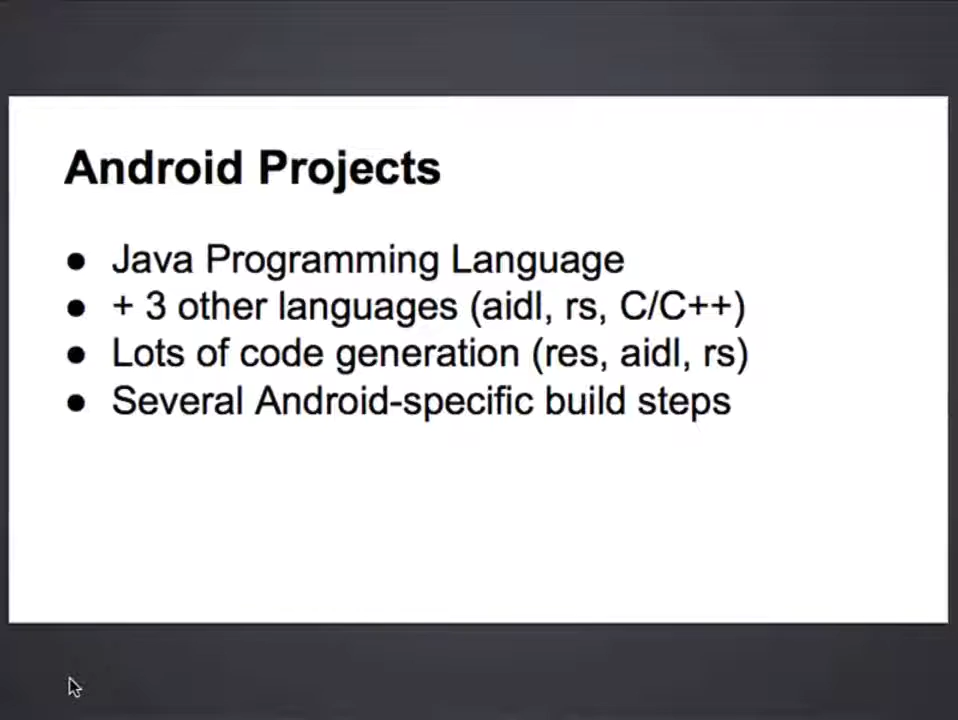 Android Projects
● Java Programming Language
● + 3 other languages (aidl, rs, C/C++)
● Lots of code generation (res, aidl, rs)
● Several Android-specific build steps